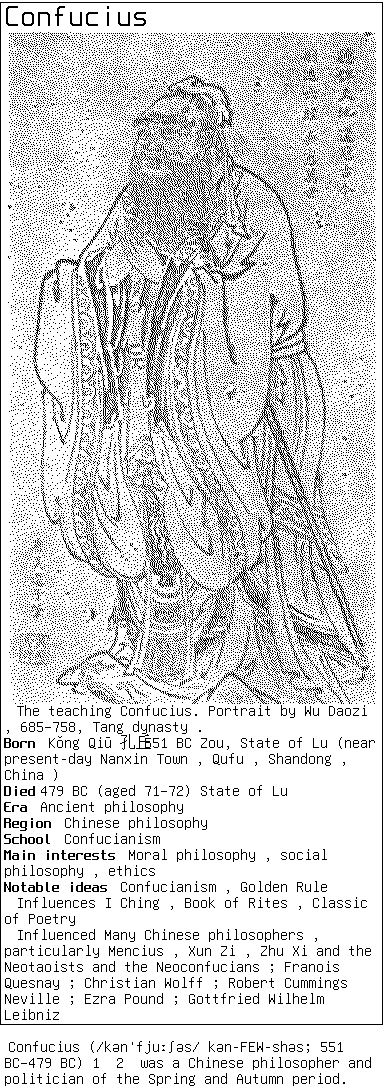 Confucius
The teaching Confucius. Portrait by Wu Daozi
, 685–758, Tang dynasty .
Born Kǒng Qiū 孔丘551 BC Zou, State of Lu (near
present-day Nanxin Town , Qufu , Shandong ,
China )
Died 479 BC (aged 71–72) State of Lu
Era Ancient philosophy
Region Chinese philosophy
School Confucianism
Main interests Moral philosophy , social
philosophy , ethics
Notable ideas Confucianism , Golden Rule
Influences I Ching , Book of Rites , Classic
of Poetry
Influenced Many Chinese philosophers ,
particularly Mencius , Xun Zi , Zhu Xi and the
Neotaoists and the Neoconfucians ; Franois
Quesnay ; Christian Wolff ; Robert Cummings
Neville ; Ezra Pound ; Gottfried Wilhelm
Leibniz
Confucius (/kənˈfjuːʃəs/ kən-FEW-shəs; 551
BC–479 BC) 1 2 was a Chinese philosopher and
politician of the Spring and Autumn period.